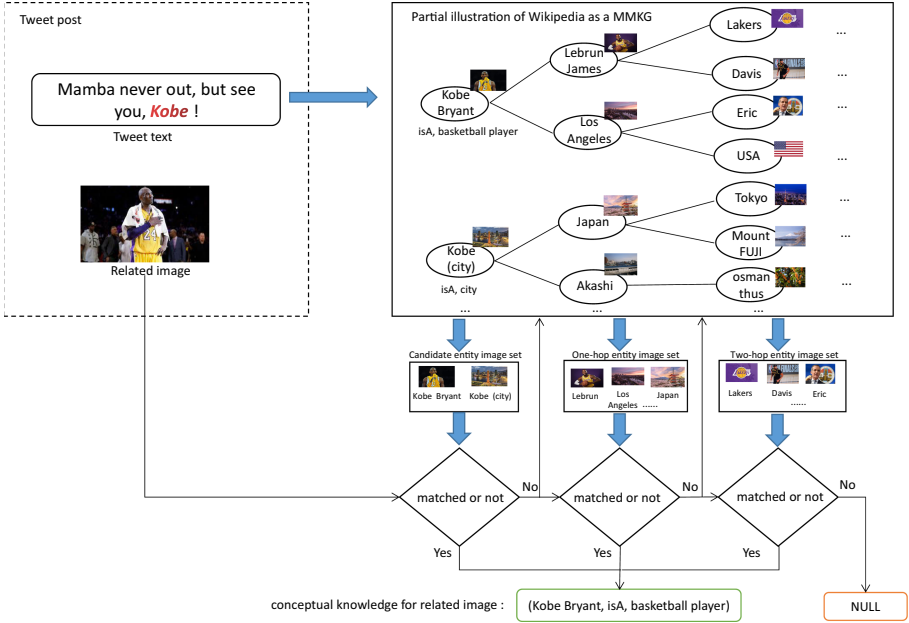 Tweet post
Mamba never out, but see
you, Kobe !
Tweet text
24
Related image
Partial illustration of Wikipedia as a MMKG
Kobe
Bryant
isA, basketball player
Lebrun
James
Los
Angeles
Lakers
...
Davis
...
Eric
...
USA
...
Kobe
(city)
isA, city
...
Japan
Akashi
...
Tokyo
...
Mount
FUJI
...
osman
thus
...
...
Candidate entity image set
Kobe Bryant
Kobe (city)
One-hop entity image set
Lebrun
Los
Angeles
Japan
......
Two-hop entity image set
Lakers
Davis
Eric
......
matched or not
No
matched or not
No
matched or not
No
Yes
Yes
Yes
conceptual knowledge for related image :
(Kobe Bryant, isA, basketball player)
NULL